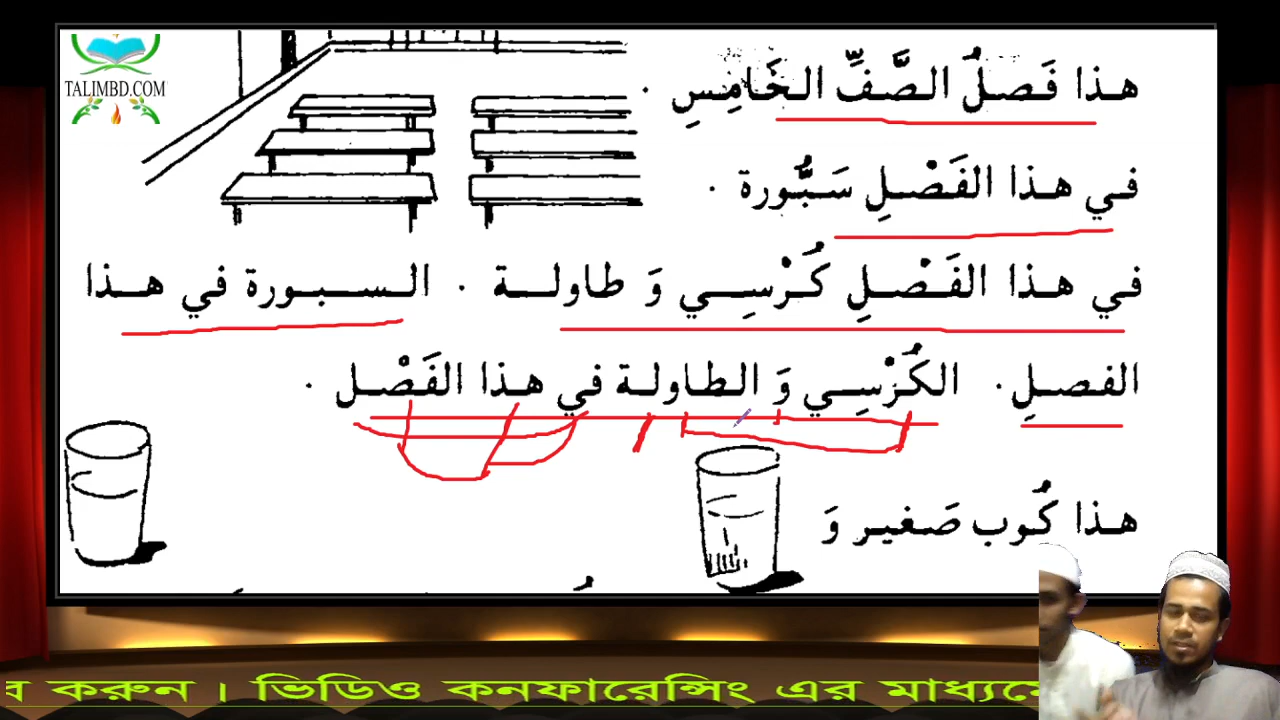 TALIMBD.COM
هذا فَصلُ الصَّفِّ الخَامِسِ .
في هذا الفَصْلِ سَبُّورة .
في هذا الفَصْلِ كُرْسِي وَ طاولة . السبورة في هذا
الفصلِ . الكُرْسِي وَ الطاولة في هذا الفَصْل .
هذا كُوب صَغير وَ
করুন । ভিডিও কনফারেন্সিং এর মাধ্যমে